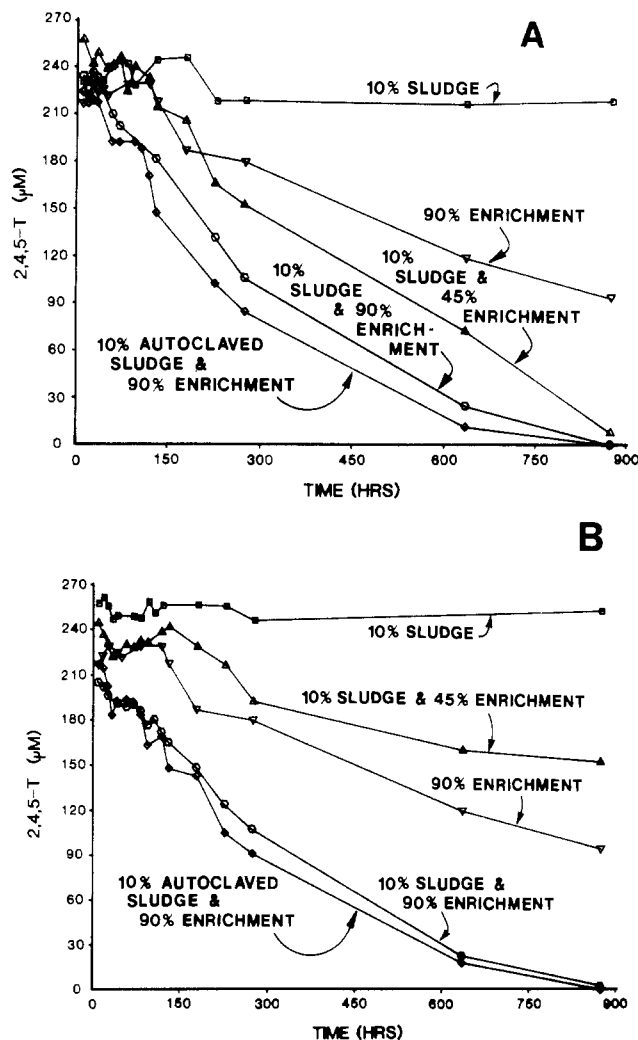 A
270
240
210
180
150
120
90
60
30
0
2,4,5-T (μM)
10% SLUDGE
90% ENRICHMENT
10%
SLUDGE &
45%
ENRICHMENT
10%
SLUDGE
& 90%
ENRICH-
MENT
10% AUTOCLAVED
SLUDGE &
90% ENRICHMENT
0 150 300 450 600 750 900
TIME (HRS)
B
270
240
210
180
150
120
90
60
30
0
2,4,5-T (μM)
10% SLUDGE
10% SLUDGE & 45% ENRICHMENT
90% ENRICHMENT
10% AUTOCLAVED
SLUDGE &
90% ENRICHMENT
10% SLUDGE &
90% ENRICHMENT
0 150 300 450 600 750 900
TIME (HRS)